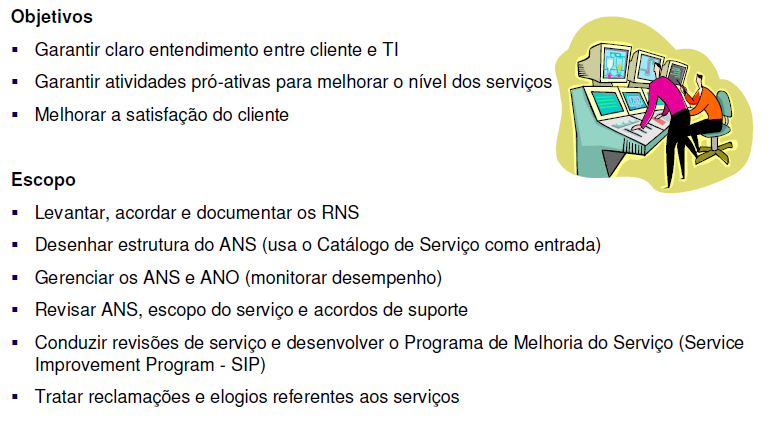 Objetivos
▪ Garantir claro entendimento entre cliente e TI
▪ Garantir atividades pró-ativas para melhorar o nível dos serviços
▪ Melhorar a satisfação do cliente
Escopo
▪ Levantar, acordar e documentar os RNS
▪ Desenhar estrutura do ANS (usa o Catálogo de Serviço como entrada)
▪ Gerenciar os ANS e ANO (monitorar desempenho)
▪ Revisar ANS, escopo do serviço e acordos de suporte
▪ Conduzir revisões de serviço e desenvolver o Programa de Melhoria do Serviço (Service
Improvement Program - SIP)
▪ Tratar reclamações e elogios referentes aos serviços